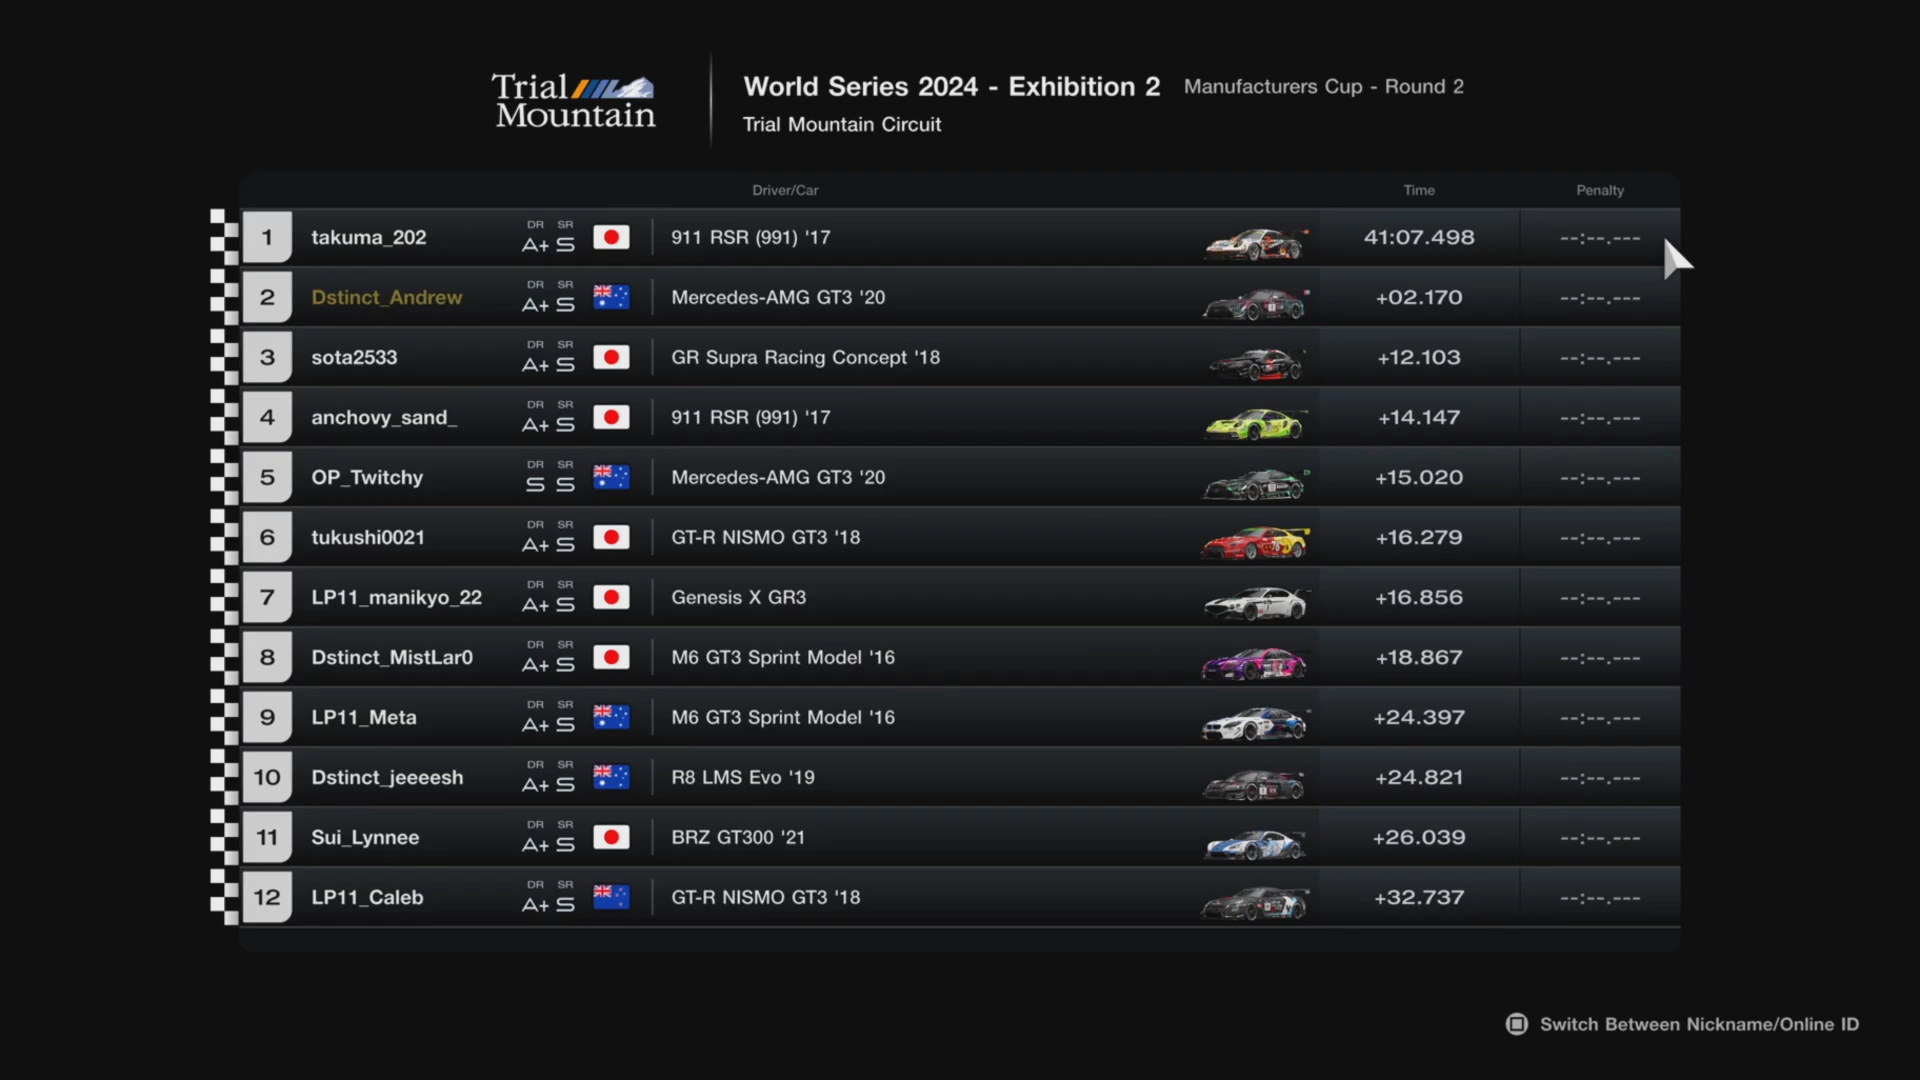 Trial Mountain
World Series 2024 - Exhibition 2 Manufacturers Cup - Round 2
Trial Mountain Circuit
Driver/Car Time Penalty
1 takuma_202 DR A+ SR S 911 RSR (991) '17 41:07.498 --:--.---
2 Dstinct_Andrew DR A+ SR S Mercedes-AMG GT3 '20 +02.170 --:--.---
3 sota2533 DR A+ SR S GR Supra Racing Concept '18 +12.103 --:--.---
4 anchovy_sand_ DR A+ SR S 911 RSR (991) '17 +14.147 --:--.---
5 OP_Twitchy DR S SR S Mercedes-AMG GT3 '20 +15.020 --:--.---
6 tukushi0021 DR A+ SR S GT-R NISMO GT3 '18 +16.279 --:--.---
7 LP11_manikyo_22 DR A+ SR S Genesis X GR3 +16.856 --:--.---
8 Dstinct_MistLar0 DR A+ SR S M6 GT3 Sprint Model '16 +18.867 --:--.---
9 LP11_Meta DR A+ SR S M6 GT3 Sprint Model '16 +24.397 --:--.---
10 Dstinct_jeeeesh DR A+ SR S R8 LMS Evo '19 +24.821 --:--.---
11 Sui_Lynnee DR A+ SR S BRZ GT300 '21 +26.039 --:--.---
12 LP11_Caleb DR A+ SR S GT-R NISMO GT3 '18 +32.737 --:--.---
Switch Between Nickname/Online ID